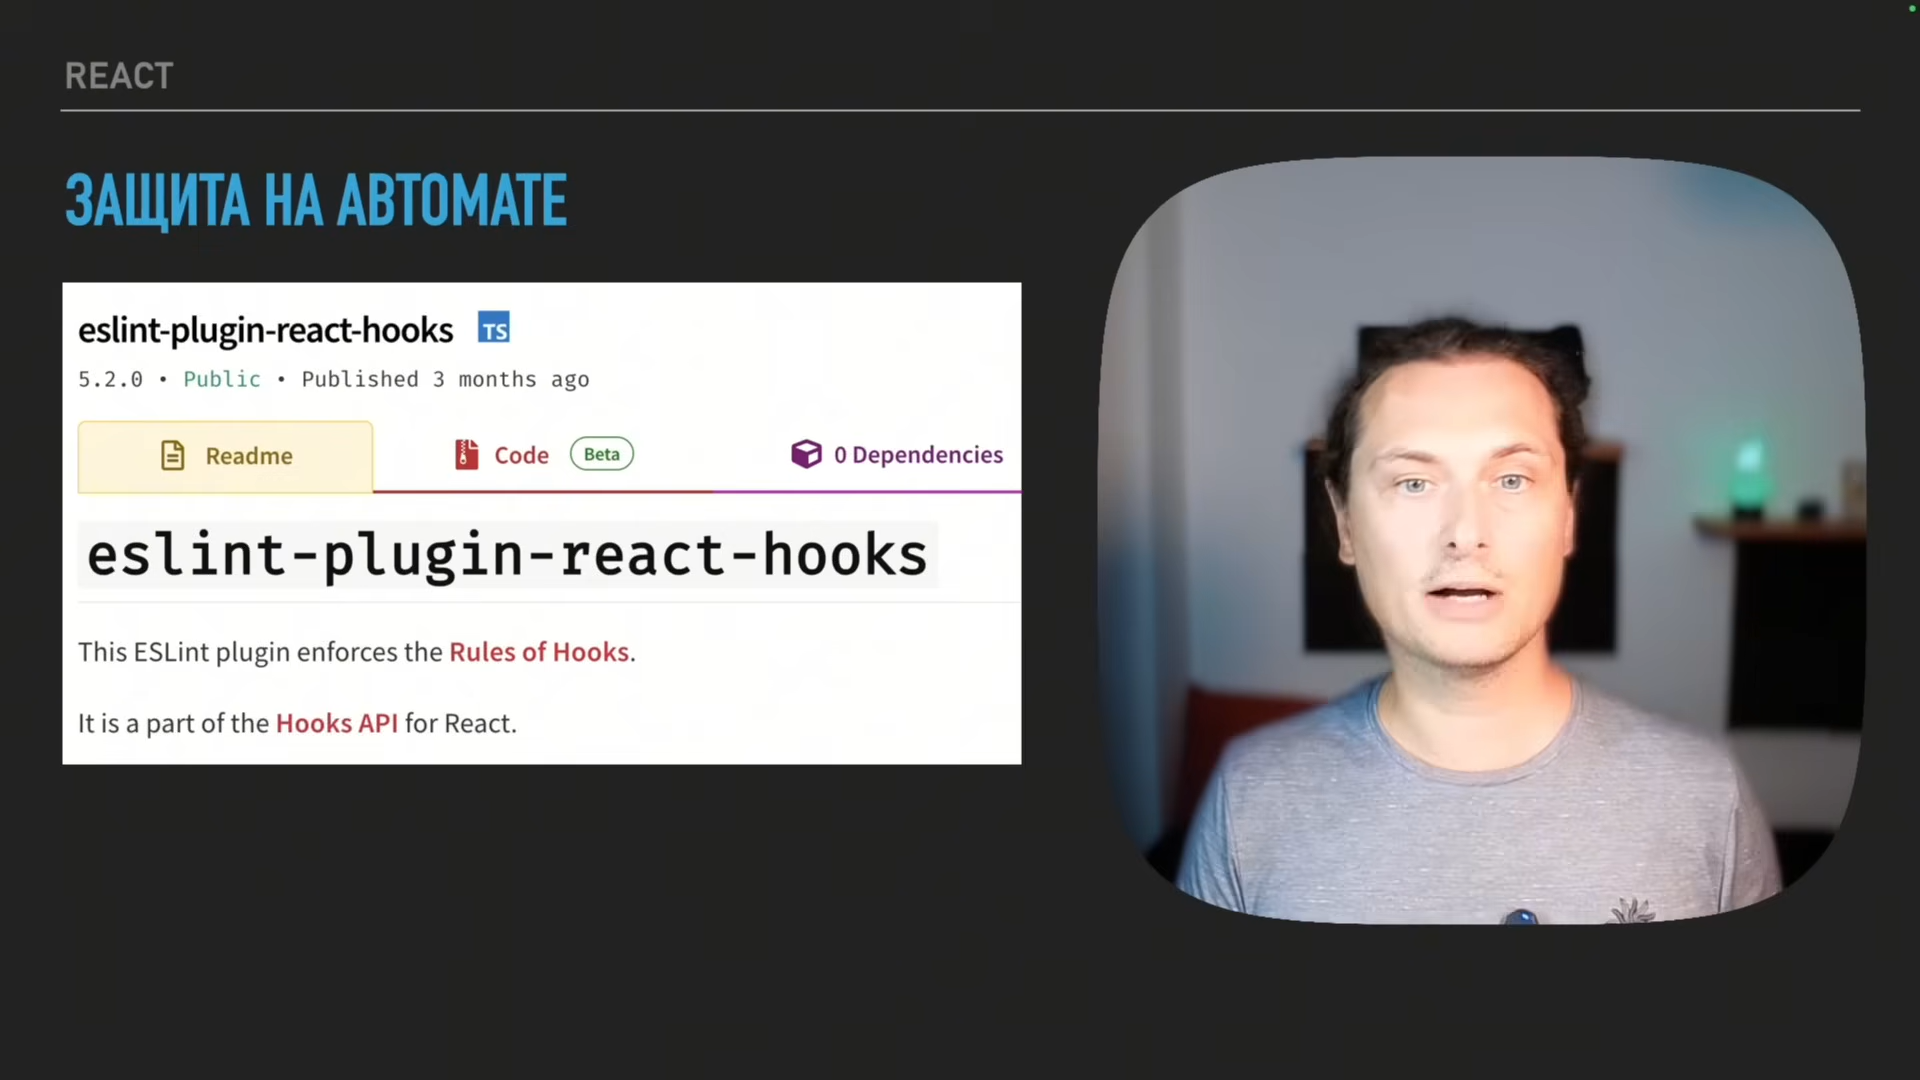 REACT
ЗАЩИТА НА АВТОМАТЕ
eslint-plugin-react-hooks TS
5.2.0 • Public • Published 3 months ago
Readme Code Beta 0 Dependencies
eslint-plugin-react-hooks
This ESLint plugin enforces the Rules of Hooks.
It is a part of the Hooks API for React.